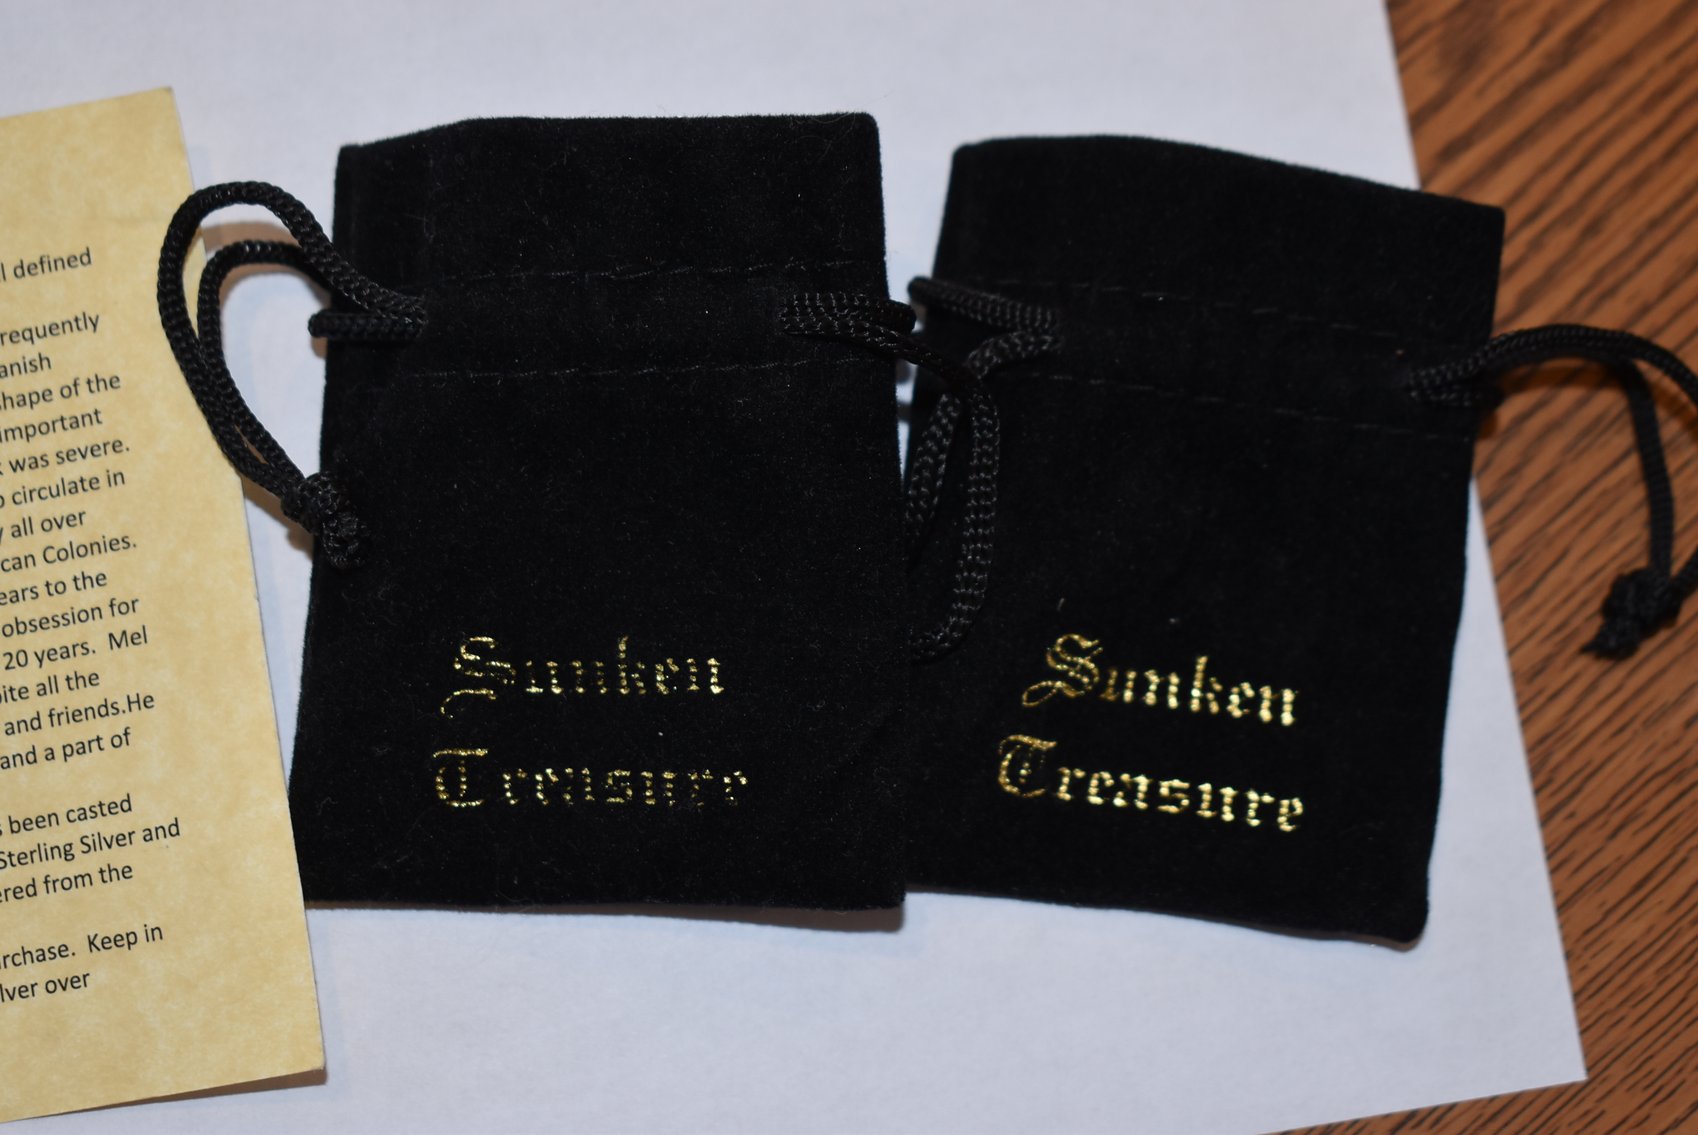 l defined
requently
anish
hape of the
important
k was severe.
o circulate in
y all over
can Colonies.
ears to the
obsession for
20 years.  Mel
ite all the
and friends.He
and a part of
s been casted
Sterling Silver and
ered from the
rchase.  Keep in
lver over
Sunken
Treasure
Sunken
Treasure